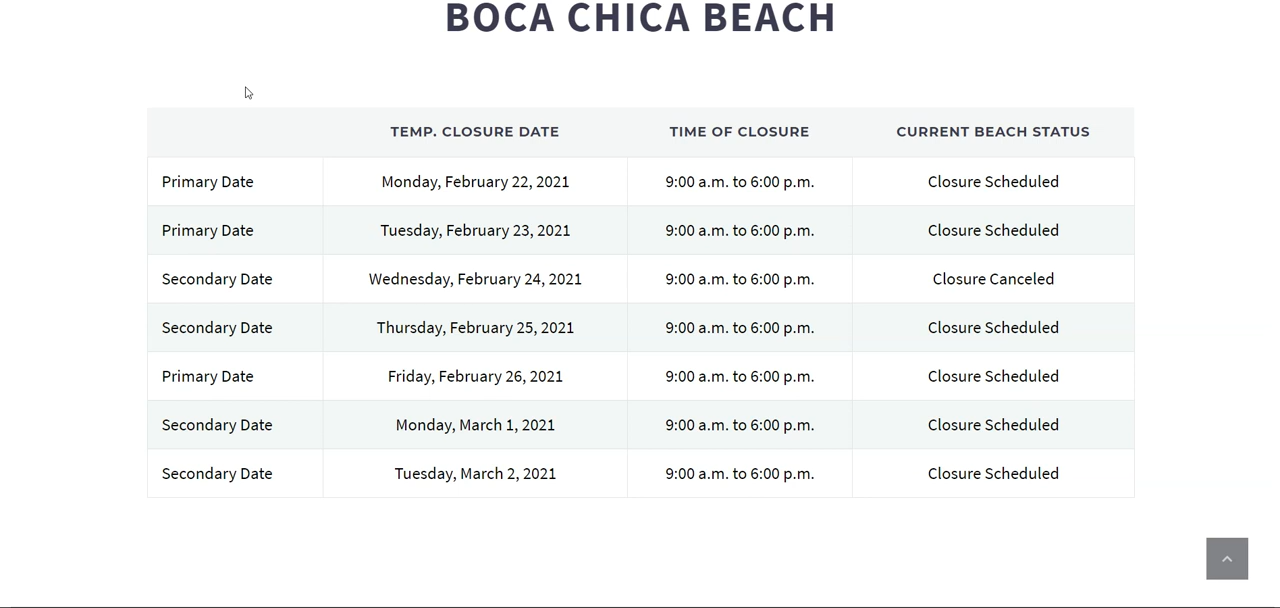 BOCA CHICA BEACH
TEMP. CLOSURE DATE TIME OF CLOSURE CURRENT BEACH STATUS
Primary Date Monday, February 22, 2021 9:00 a.m. to 6:00 p.m. Closure Scheduled
Primary Date Tuesday, February 23, 2021 9:00 a.m. to 6:00 p.m. Closure Scheduled
Secondary Date Wednesday, February 24, 2021 9:00 a.m. to 6:00 p.m. Closure Canceled
Secondary Date Thursday, February 25, 2021 9:00 a.m. to 6:00 p.m. Closure Scheduled
Primary Date Friday, February 26, 2021 9:00 a.m. to 6:00 p.m. Closure Scheduled
Secondary Date Monday, March 1, 2021 9:00 a.m. to 6:00 p.m. Closure Scheduled
Secondary Date Tuesday, March 2, 2021 9:00 a.m. to 6:00 p.m. Closure Scheduled